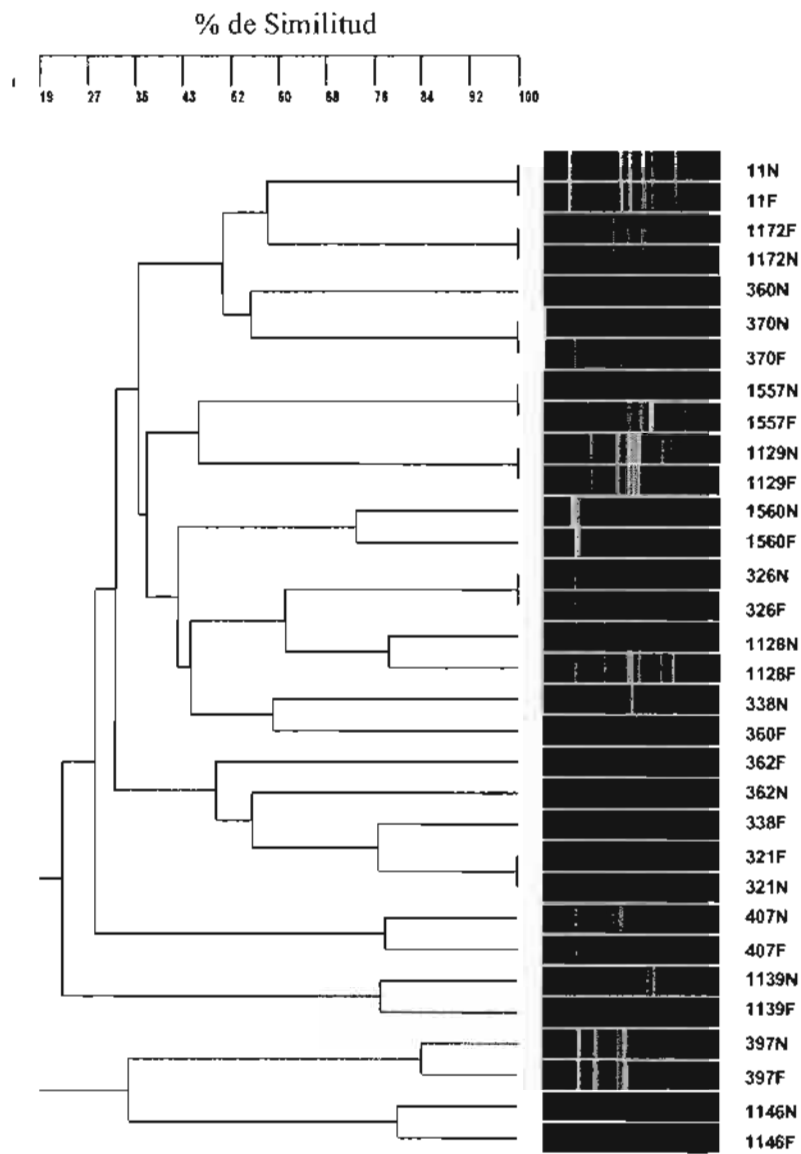 % de Similitud
19 27 35 43 52 60 68 76 84 92 100
11N
11F
1172F
1172N
360N
370N
370F
1557N
1557F
1129N
1129F
1560N
1560F
326N
326F
1128N
1128F
338N
360F
362F
362N
338F
321F
321N
407N
407F
1139N
1139F
397N
397F
1146N
1146F